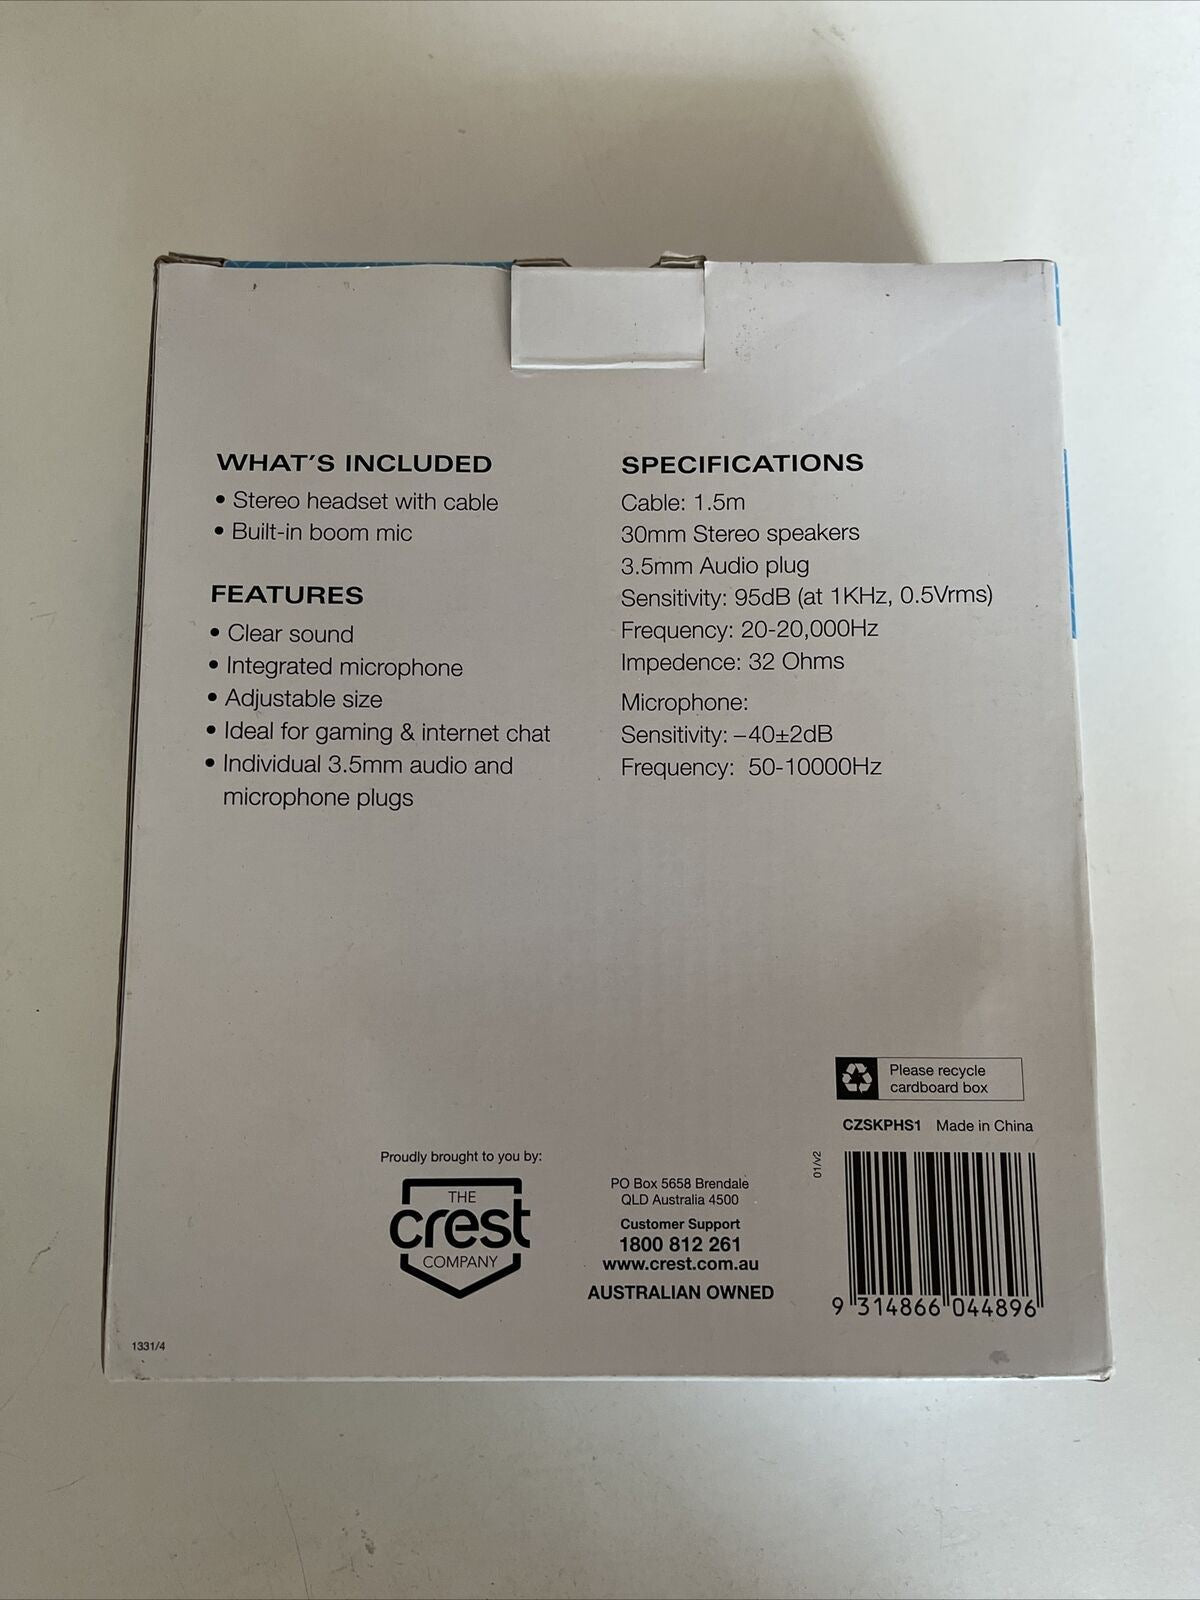 WHAT'S INCLUDED
• Stereo headset with cable
• Built-in boom mic
FEATURES
• Clear sound
• Integrated microphone
• Adjustable size
• Ideal for gaming & internet chat
• Individual 3.5mm audio and
microphone plugs
SPECIFICATIONS
Cable: 1.5m
30mm Stereo speakers
3.5mm Audio plug
Sensitivity: 95dB (at 1KHz, 0.5Vrms)
Frequency: 20-20,000Hz
Impedence: 32 Ohms
Microphone:
Sensitivity: –40±2dB
Frequency: 50-10000Hz
Please recycle
cardboard box
CZSKPHS1 Made in China
01/v2
9 314866 044896
Proudly brought to you by:
THE
crest
COMPANY
PO Box 5658 Brendale
QLD Australia 4500
Customer Support
1800 812 261
www.crest.com.au
AUSTRALIAN OWNED
1331/4